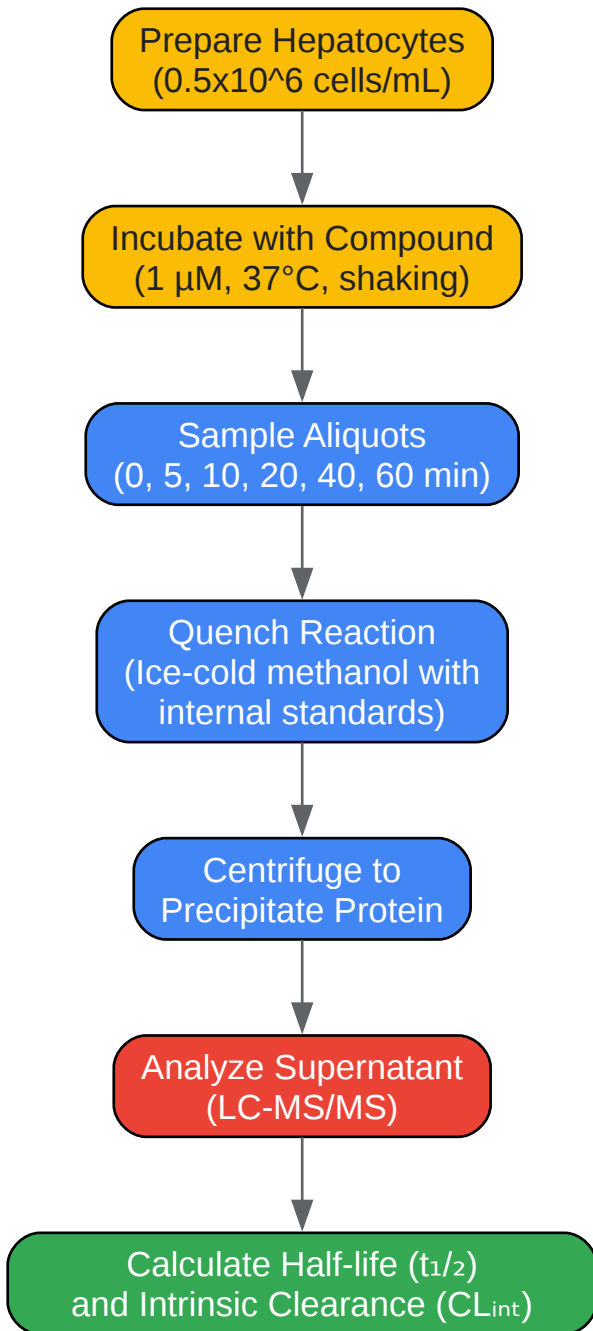 Prepare Hepatocytes
(0.5x10^6 cells/mL)
Incubate with Compound
(1 µM, 37°C, shaking)
Sample Aliquots
(0, 5, 10, 20, 40, 60 min)
Quench Reaction
(Ice-cold methanol with
internal standards)
Centrifuge to
Precipitate Protein
Analyze Supernatant
(LC-MS/MS)
Calculate Half-life (t₁/₂)
and Intrinsic Clearance (CLᵢₙₜ)